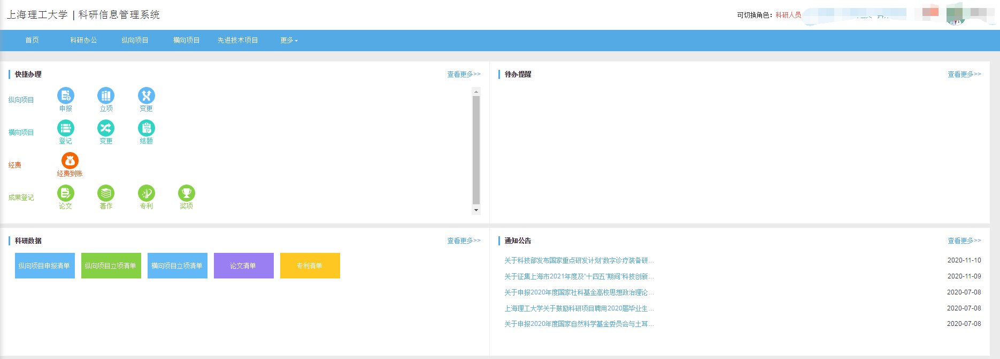 上海理工大学 | 科研信息管理系统
可切换角色：科研人员
首页 科研办公 纵向项目 横向项目 先进技术项目 更多
快捷办理 查看更多>>
纵向项目 申报 立项 变更
横向项目 登记 变更 结题
经费 经费到账
成果登记 论文 著作 专利 奖项
待办提醒 查看更多>>
科研数据 查看更多>>
纵向项目申报清单 纵向项目立项清单 横向项目立项清单 论文清单 专利清单
通知公告 查看更多>>
关于科技部发布国家重点研发计划“数字诊疗装备研... 2020-11-10
关于征集上海市2021年度及“十四五”期间“科技创新... 2020-11-09
关于申报2020年度国家社科基金高校思想政治理论... 2020-07-08
上海理工大学关于鼓励科研项目聘用2020届毕业生... 2020-07-08
关于申报2020年度国家自然科学基金委员会与土耳... 2020-07-08